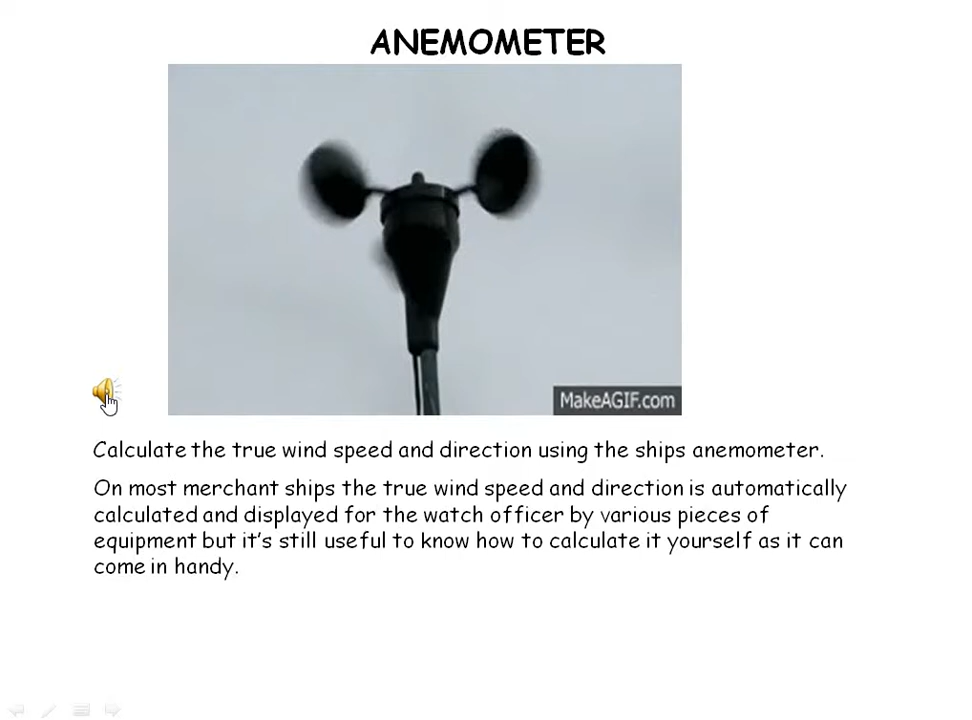 ANEMOMETER
MakeAGIF.com
Calculate the true wind speed and direction using the ships anemometer.
On most merchant ships the true wind speed and direction is automatically
calculated and displayed for the watch officer by various pieces of
equipment but it's still useful to know how to calculate it yourself as it can
come in handy.